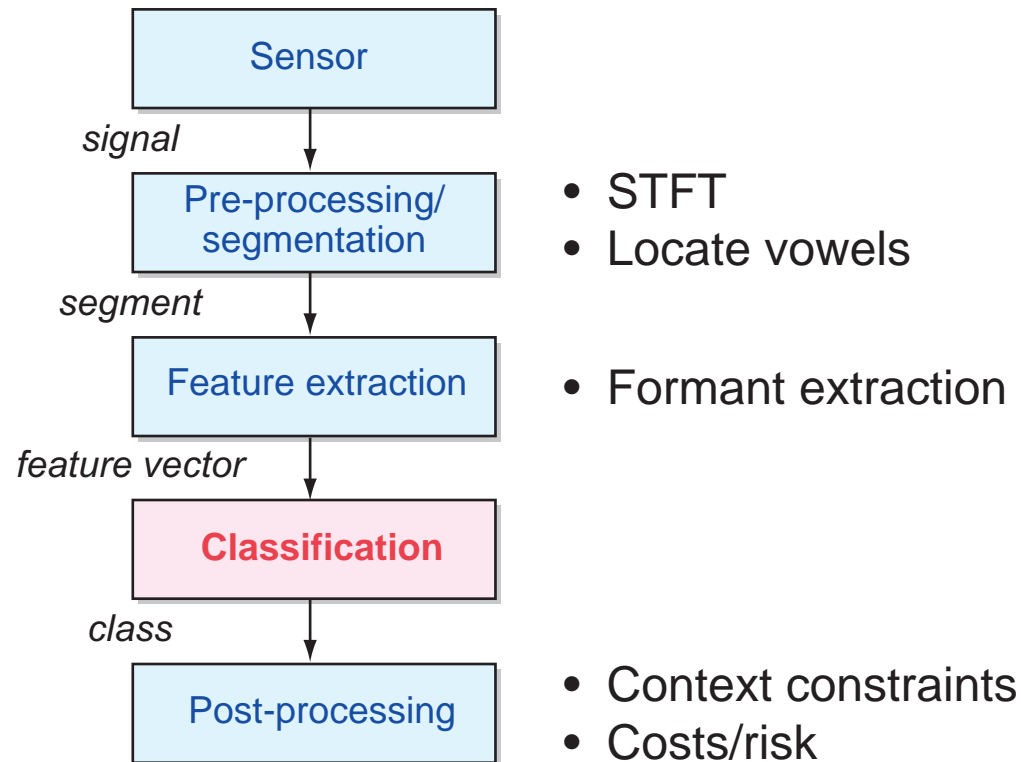 Sensor
signal
Pre-processing/
segmentation
• STFT
• Locate vowels
segment
Feature extraction
• Formant extraction
feature vector
Classification
class
Post-processing
• Context constraints
• Costs/risk